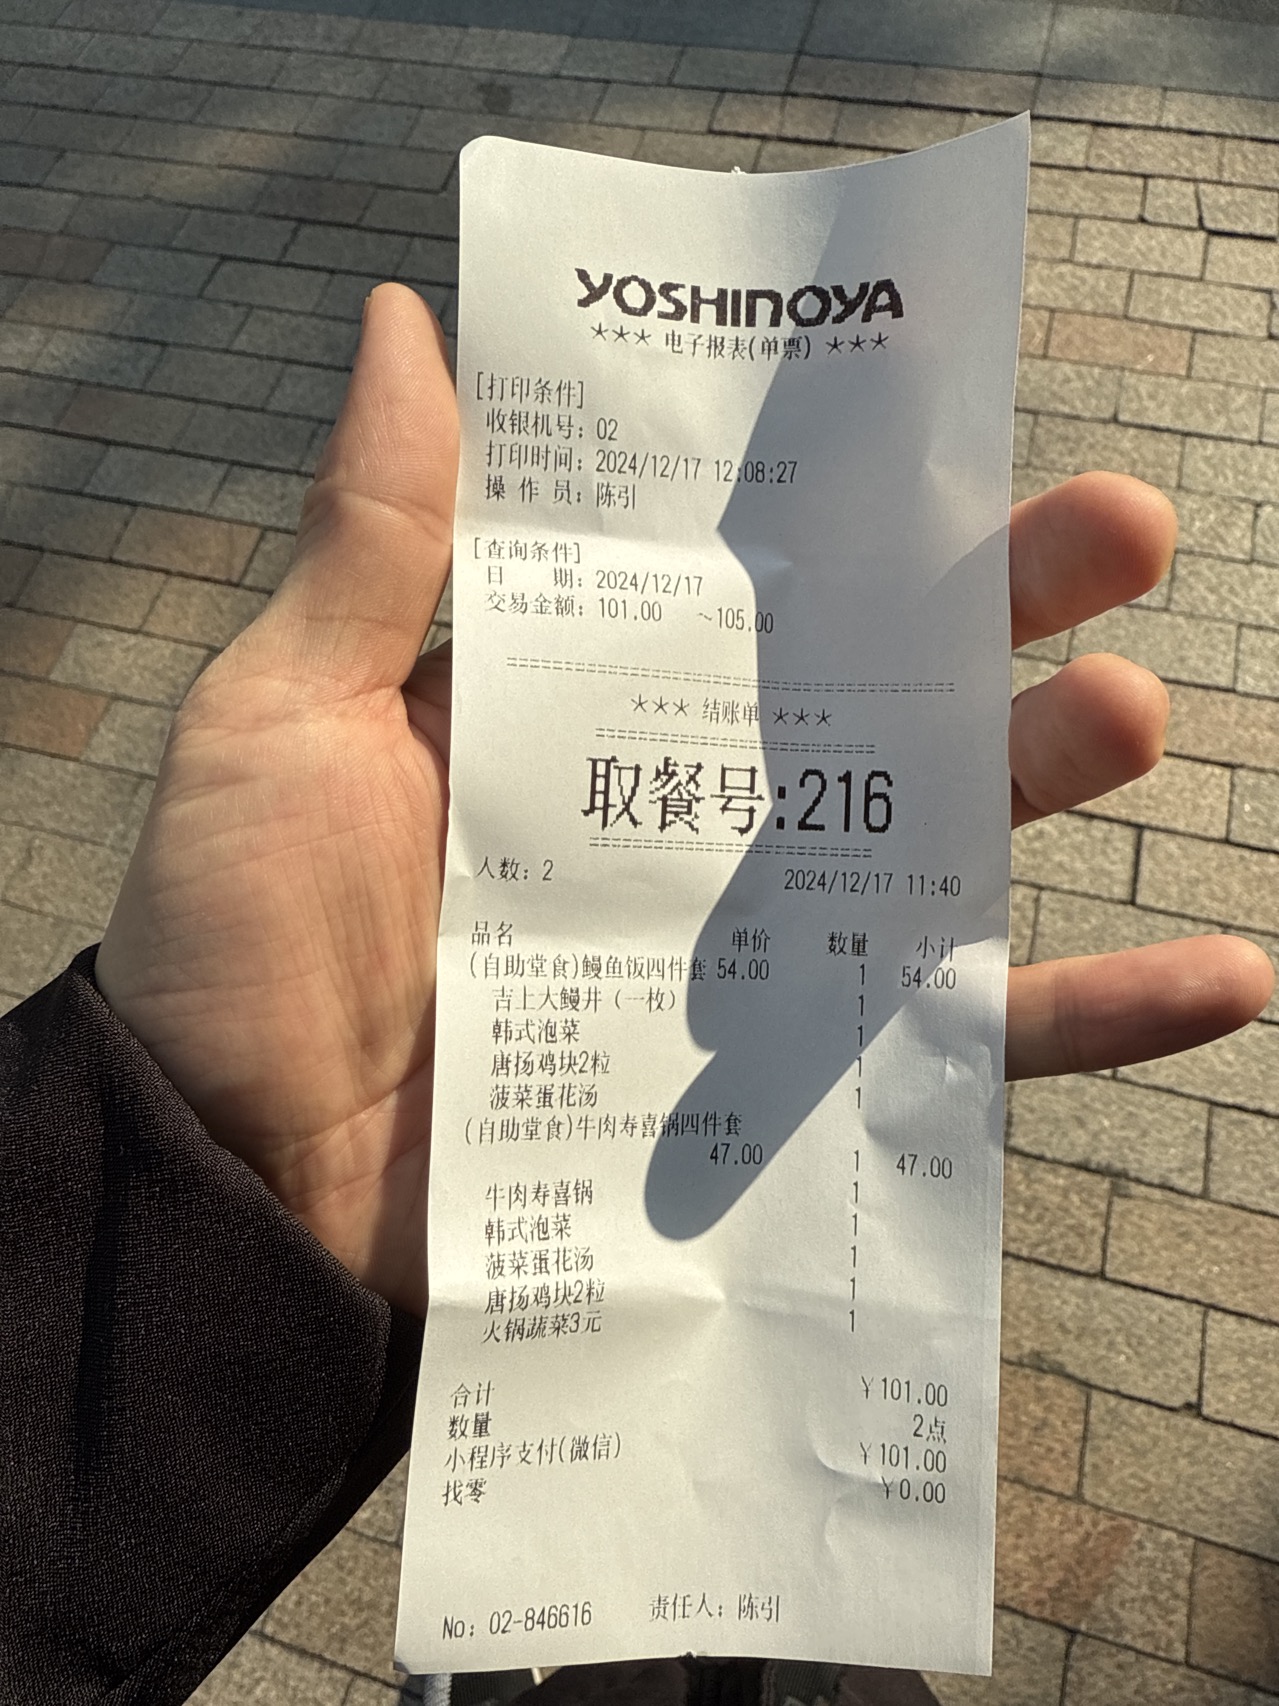 YOSHINOYA
*** 电子报表(单票) ***
[打印条件]
收银机号: 02
打印时间: 2024/12/17 12:08:27
操 作 员: 陈引
[查询条件]
日 期: 2024/12/17
交易金额: 101.00 ~105.00
*** 结账单 ***
取餐号:216
人数: 2 2024/12/17 11:40
品名 单价 数量 小计
(自助堂食)鳗鱼饭四件套 54.00 1 54.00
吉上大鳗丼 (一枚) 1
韩式泡菜 1
唐扬鸡块2粒 1
菠菜蛋花汤 1
(自助堂食)牛肉寿喜锅四件套
47.00 1 47.00
牛肉寿喜锅 1
韩式泡菜 1
菠菜蛋花汤 1
唐扬鸡块2粒 1
火锅蔬菜3元 1
合计 ¥101.00
数量 2点
小程序支付(微信) ¥101.00
找零 ¥0.00
No: 02-846616 责任人: 陈引